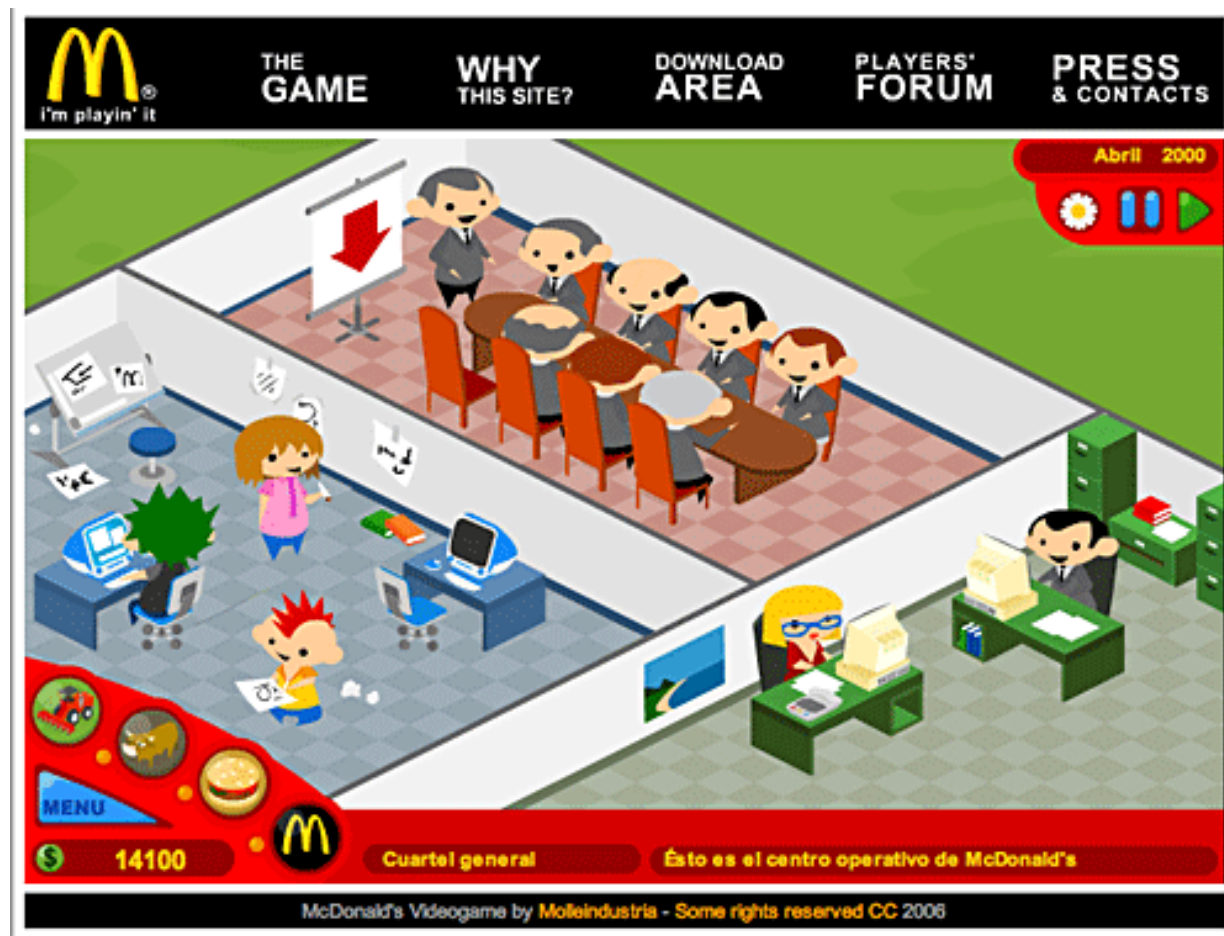 i'm playin' it
THE
GAME
WHY
THIS SITE?
DOWNLOAD
AREA
PLAYERS'
FORUM
PRESS
& CONTACTS
Abril 2000
MENU
$ 14100
Cuartel general
Ésto es el centro operativo de McDonald's
McDonald's Videogame by Molleindustria - Some rights reserved CC 2006